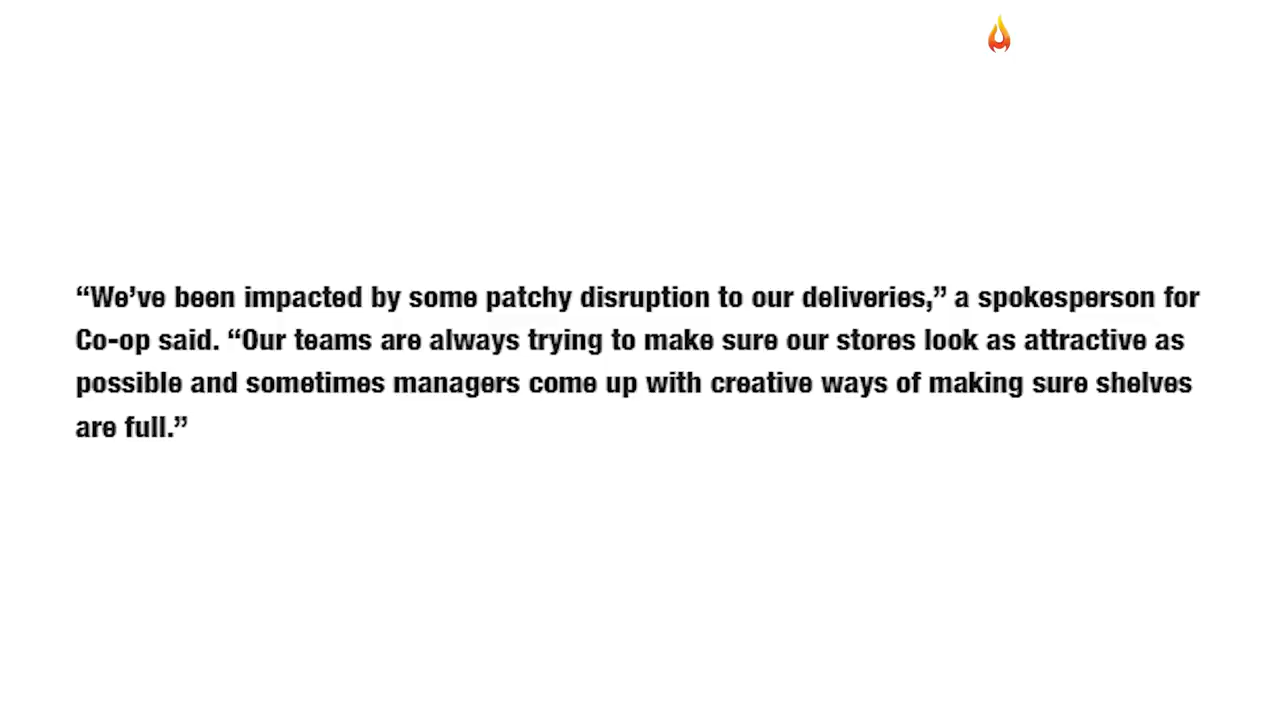 “We’ve been impacted by some patchy disruption to our deliveries,” a spokesperson for
Co-op said. “Our teams are always trying to make sure our stores look as attractive as
possible and sometimes managers come up with creative ways of making sure shelves
are full.”